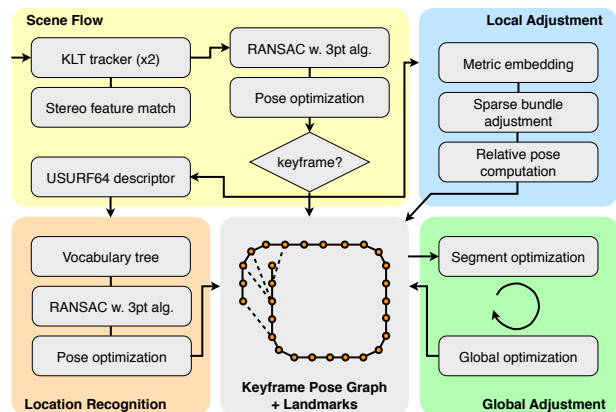 Scene Flow
KLT tracker (x2)
Stereo feature match
RANSAC w. 3pt alg.
Pose optimization
keyframe?
USURF64 descriptor
Local Adjustment
Metric embedding
Sparse bundle
adjustment
Relative pose
computation
Vocabulary tree
RANSAC w. 3pt alg.
Pose optimization
Location Recognition
Keyframe Pose Graph
+ Landmarks
Segment optimization
Global optimization
Global Adjustment